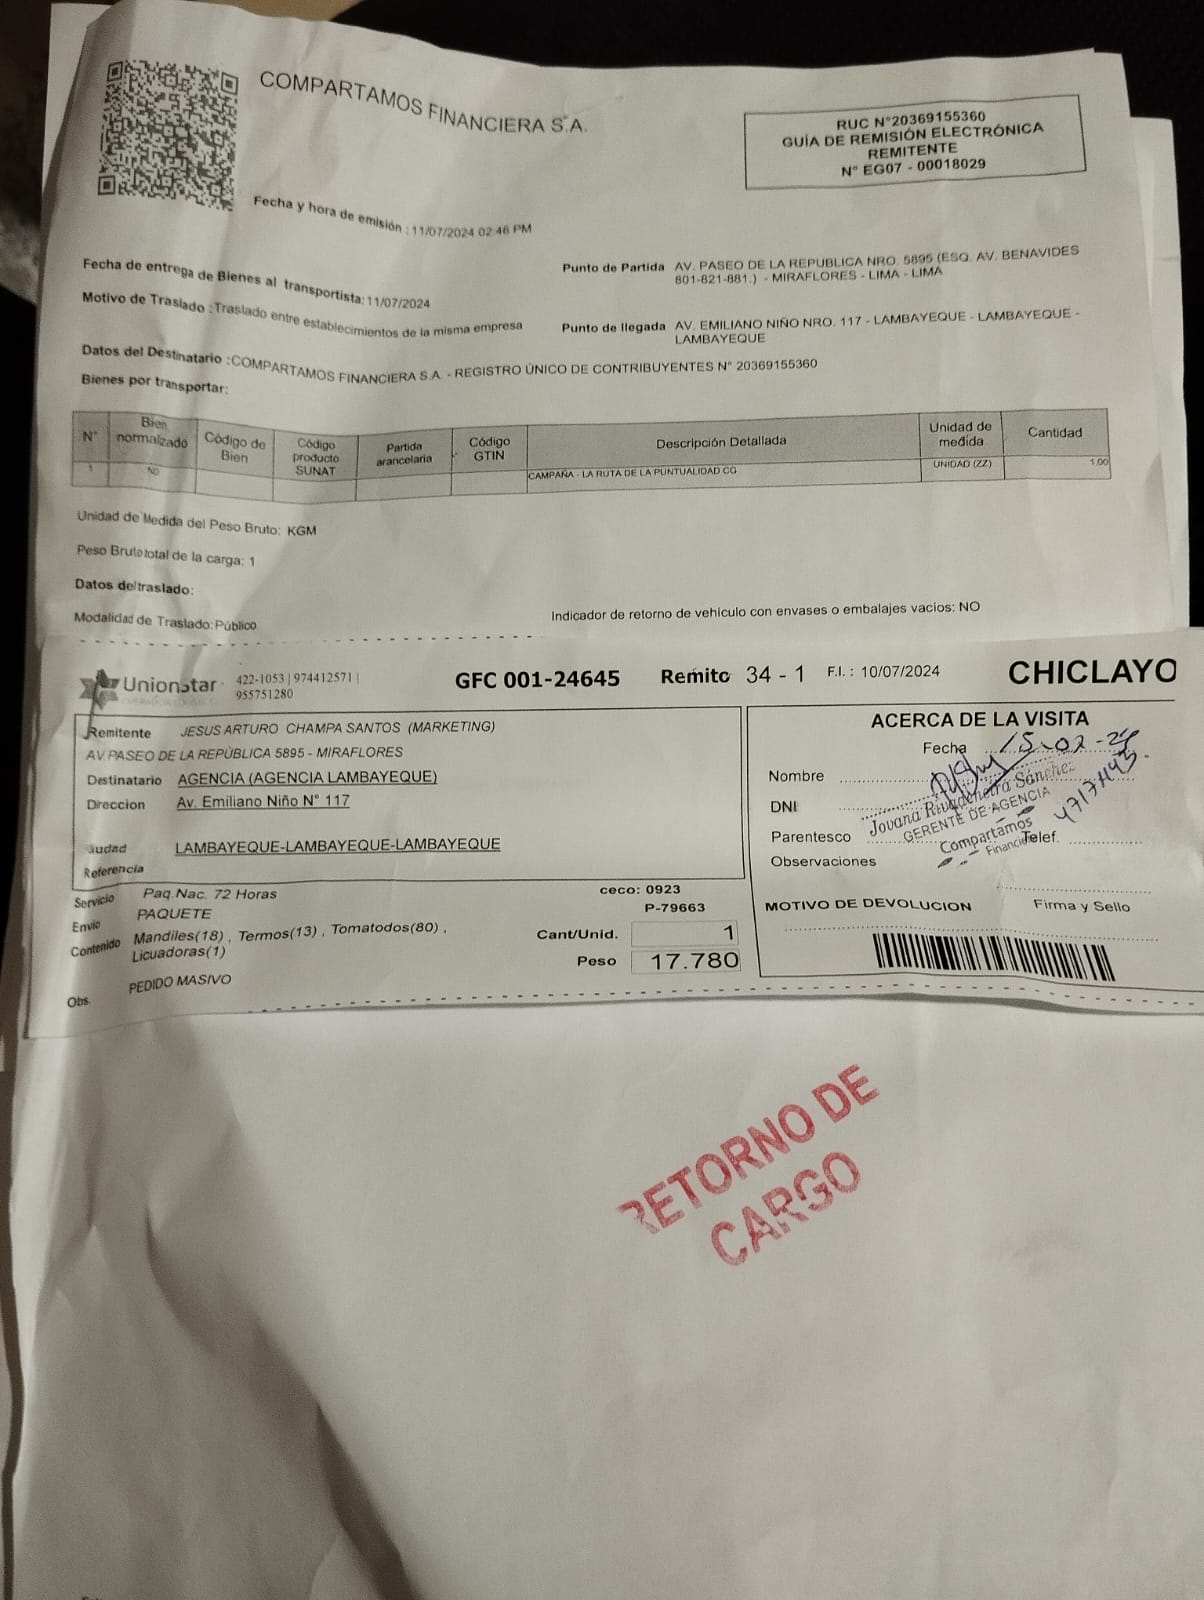 COMPARTAMOS FINANCIERA S.A.
RUC N°20369155360
GUÍA DE REMISIÓN ELECTRÓNICA
REMITENTE
N° EG07 - 00018029
Fecha y hora de emisión : 11/07/2024 02:46 PM
Fecha de entrega de Bienes al transportista: 11/07/2024
Motivo de Traslado : Traslado entre establecimientos de la misma empresa
Punto de Partida AV. PASEO DE LA REPUBLICA NRO. 5895 (ESQ. AV. BENAVIDES
801-821-881.) - MIRAFLORES - LIMA - LIMA
Punto de llegada AV. EMILIANO NIÑO NRO. 117 - LAMBAYEQUE - LAMBAYEQUE -
LAMBAYEQUE
Datos del Destinatario : COMPARTAMOS FINANCIERA S.A. - REGISTRO ÚNICO DE CONTRIBUYENTES N° 20369155360
Bienes por transportar:
N° Bien normalizado Código de Bien Código producto SUNAT Partida arancelaria Código GTIN Descripción Detallada Unidad de medida Cantidad
1 NO CAMPAÑA - LA RUTA DE LA PUNTUALIDAD CG UNIDAD (ZZ) 1.00
Unidad de Medida del Peso Bruto: KGM
Peso Bruto total de la carga: 1
Datos del traslado:
Modalidad de Traslado: Público
Indicador de retorno de vehículo con envases o embalajes vacíos: NO
Unionstar 422-1053 | 974412571 |
955751280
GFC 001-24645 Remito 34 - 1 F.I. : 10/07/2024 CHICLAYO
Remitente JESUS ARTURO CHAMPA SANTOS (MARKETING)
AV PASEO DE LA REPÚBLICA 5895 - MIRAFLORES
Destinatario AGENCIA (AGENCIA LAMBAYEQUE)
Direccion Av. Emiliano Niño N° 117
Ciudad LAMBAYEQUE-LAMBAYEQUE-LAMBAYEQUE
Referencia
Servicio Paq.Nac. 72 Horas
Envio PAQUETE
Contenido Mandiles(18) , Termos(13) , Tomatodos(80) ,
Licuadoras(1)
Obs. PEDIDO MASIVO
ceco: 0923
P-79663
Cant/Unid. 1
Peso 17.780
ACERCA DE LA VISITA
Fecha
Nombre
DNI
Parentesco
Telef.
Observaciones
Jovana Rivadeneira Sánchez
GERENTE DE AGENCIA
Compartamos
Financiera
MOTIVO DE DEVOLUCION
Firma y Sello
RETORNO DE
CARGO